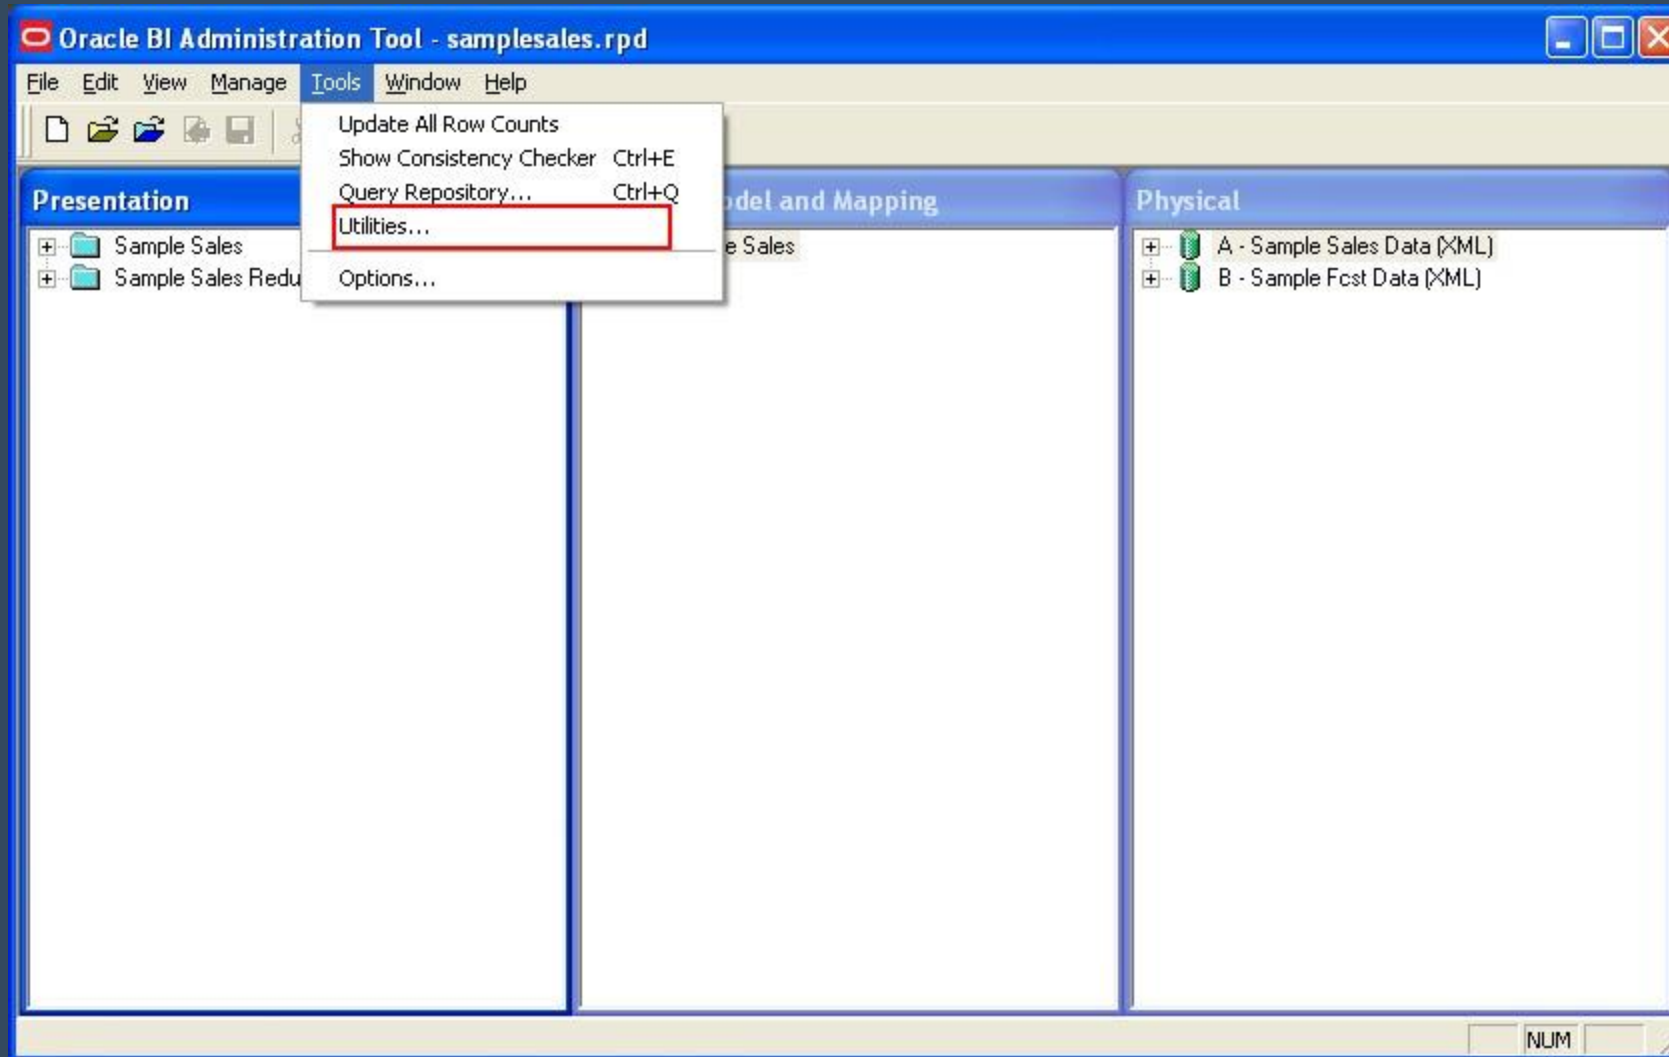 Oracle BI Administration Tool - samplesales.rpd
File Edit View Manage Tools Window Help
Update All Row Counts
Show Consistency Checker Ctrl+E
Query Repository... Ctrl+Q
Utilities...
Options...
Presentation
Sample Sales
Sample Sales Redu
del and Mapping
e Sales
Physical
A - Sample Sales Data (XML)
B - Sample Fcst Data (XML)
NUM